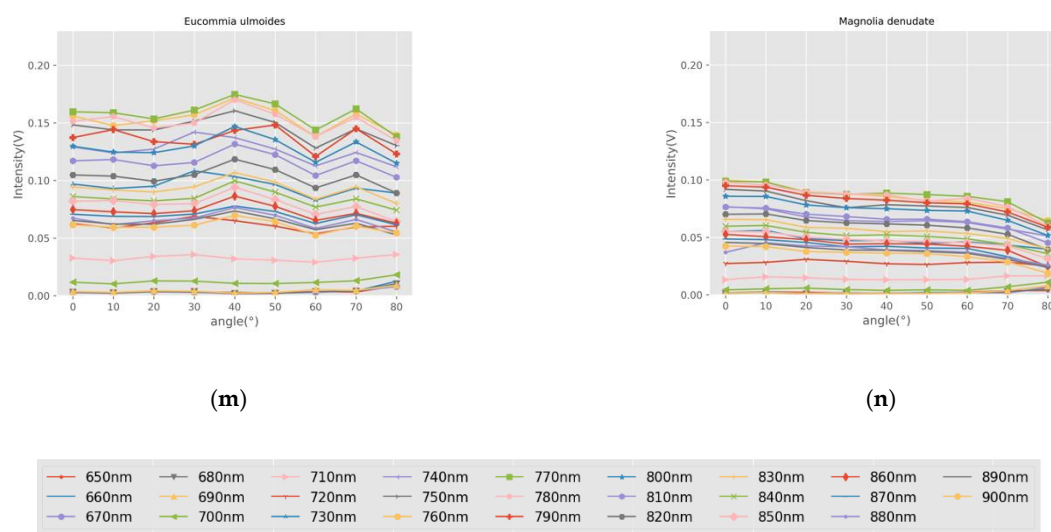 Eucommia ulmoides
Magnolia denudate
0.20
0.15
0.10
0.05
0.00
Intensity(V)
0 10 20 30 40 50 60 70 80
angle(°)
0.20
0.15
0.10
0.05
0.00
Intensity(V)
0 10 20 30 40 50 60 70 80
angle(°)
(m)
(n)
650nm 680nm 710nm 740nm 770nm 800nm 830nm 860nm 890nm
660nm 690nm 720nm 750nm 780nm 810nm 840nm 870nm 900nm
670nm 700nm 730nm 760nm 790nm 820nm 850nm 880nm